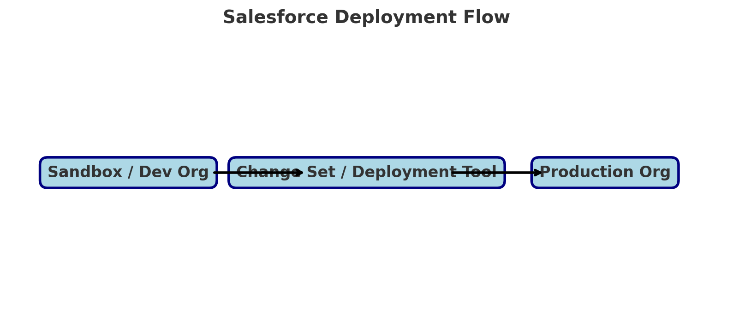 Salesforce Deployment Flow
Sandbox / Dev Org
Change Set / Deployment Tool
Production Org